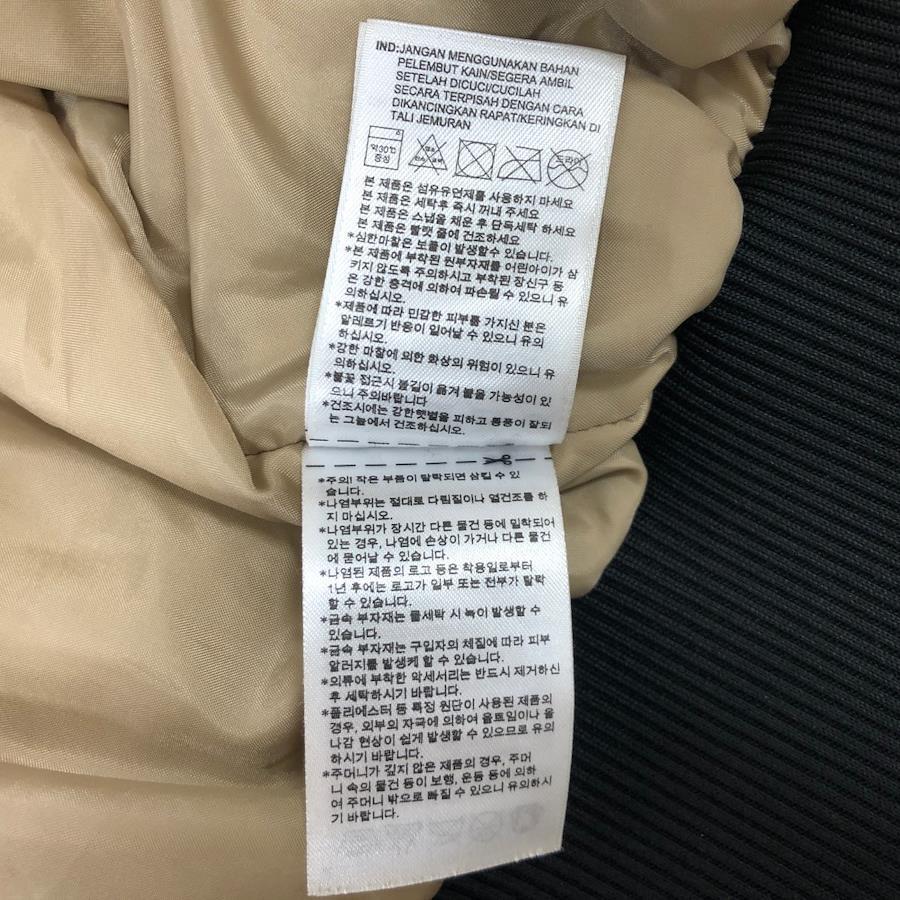 IND:JANGAN MENGGUNAKAN BAHAN
PELEMBUT KAIN/SEGERA AMBIL
SETELAH DICUCI/CUCILAH
SECARA TERPISAH DENGAN CARA
DIKANCINGKAN RAPAT/KERINGKAN DI
TALI JEMURAN
약30℃
중성
드라이
본 제품은 섬유유연제를 사용하지 마세요
본 제품은 세탁후 즉시 꺼내 주세요
본 제품은 스냅을 채운 후 단독세탁 하세요
본 제품은 빨랫 줄에 건조하세요
*심한마찰은 보풀이 발생할수 있습니다.
*본 제품에 부착된 원부자재를 어린아이가 삼
키지 않도록 주의하시고 부착된 장신구 등
은 강한 충격에 의하여 파손될 수 있으니 유
의하십시오.
*제품에 따라 민감한 피부를 가지신 분은
알레르기 반응이 일어날 수 있으니 유의
하십시오.
*강한 마찰에 의한 화상의 위험이 있으니 유
의하십시오.
*불꽃 접근시 불길이 옮겨 붙을 가능성이 있
으니 주의바랍니다
*건조시에는 강한햇볕을 피하고 통풍이 잘되
는 그늘에서 건조하십시오.
*주의! 작은 부품이 탈락되면 삼킬 수 있
습니다.
*나염부위는 절대로 다림질이나 열건조를 하
지 마십시오.
*나염부위가 장시간 다른 물건 등에 밀착되어
있는 경우, 나염에 손상이 가거나 다른 물건
에 묻어날 수 있습니다.
*나염된 제품의 로고 등은 착용일로부터
1년 후에는 로고가 일부 또는 전부가 탈락
할 수 있습니다.
*금속 부자재는 물세탁 시 녹이 발생할 수
있습니다.
*금속 부자재는 구입자의 체질에 따라 피부
알러지를 발생케 할 수 있습니다.
*의류에 부착한 악세서리는 반드시 제거하신
후 세탁하시기 바랍니다.
*폴리에스터 등 특정 원단이 사용된 제품의
경우, 외부의 자극에 의하여 올트임이나 올
나감 현상이 쉽게 발생할 수 있으므로 유의
하시기 바랍니다.
*주머니가 깊지 않은 제품의 경우, 주머
니 속의 물건 등이 보행, 운동 등에 의하
여 주머니 밖으로 빠질 수 있으니 유의하시
기 바랍니다.